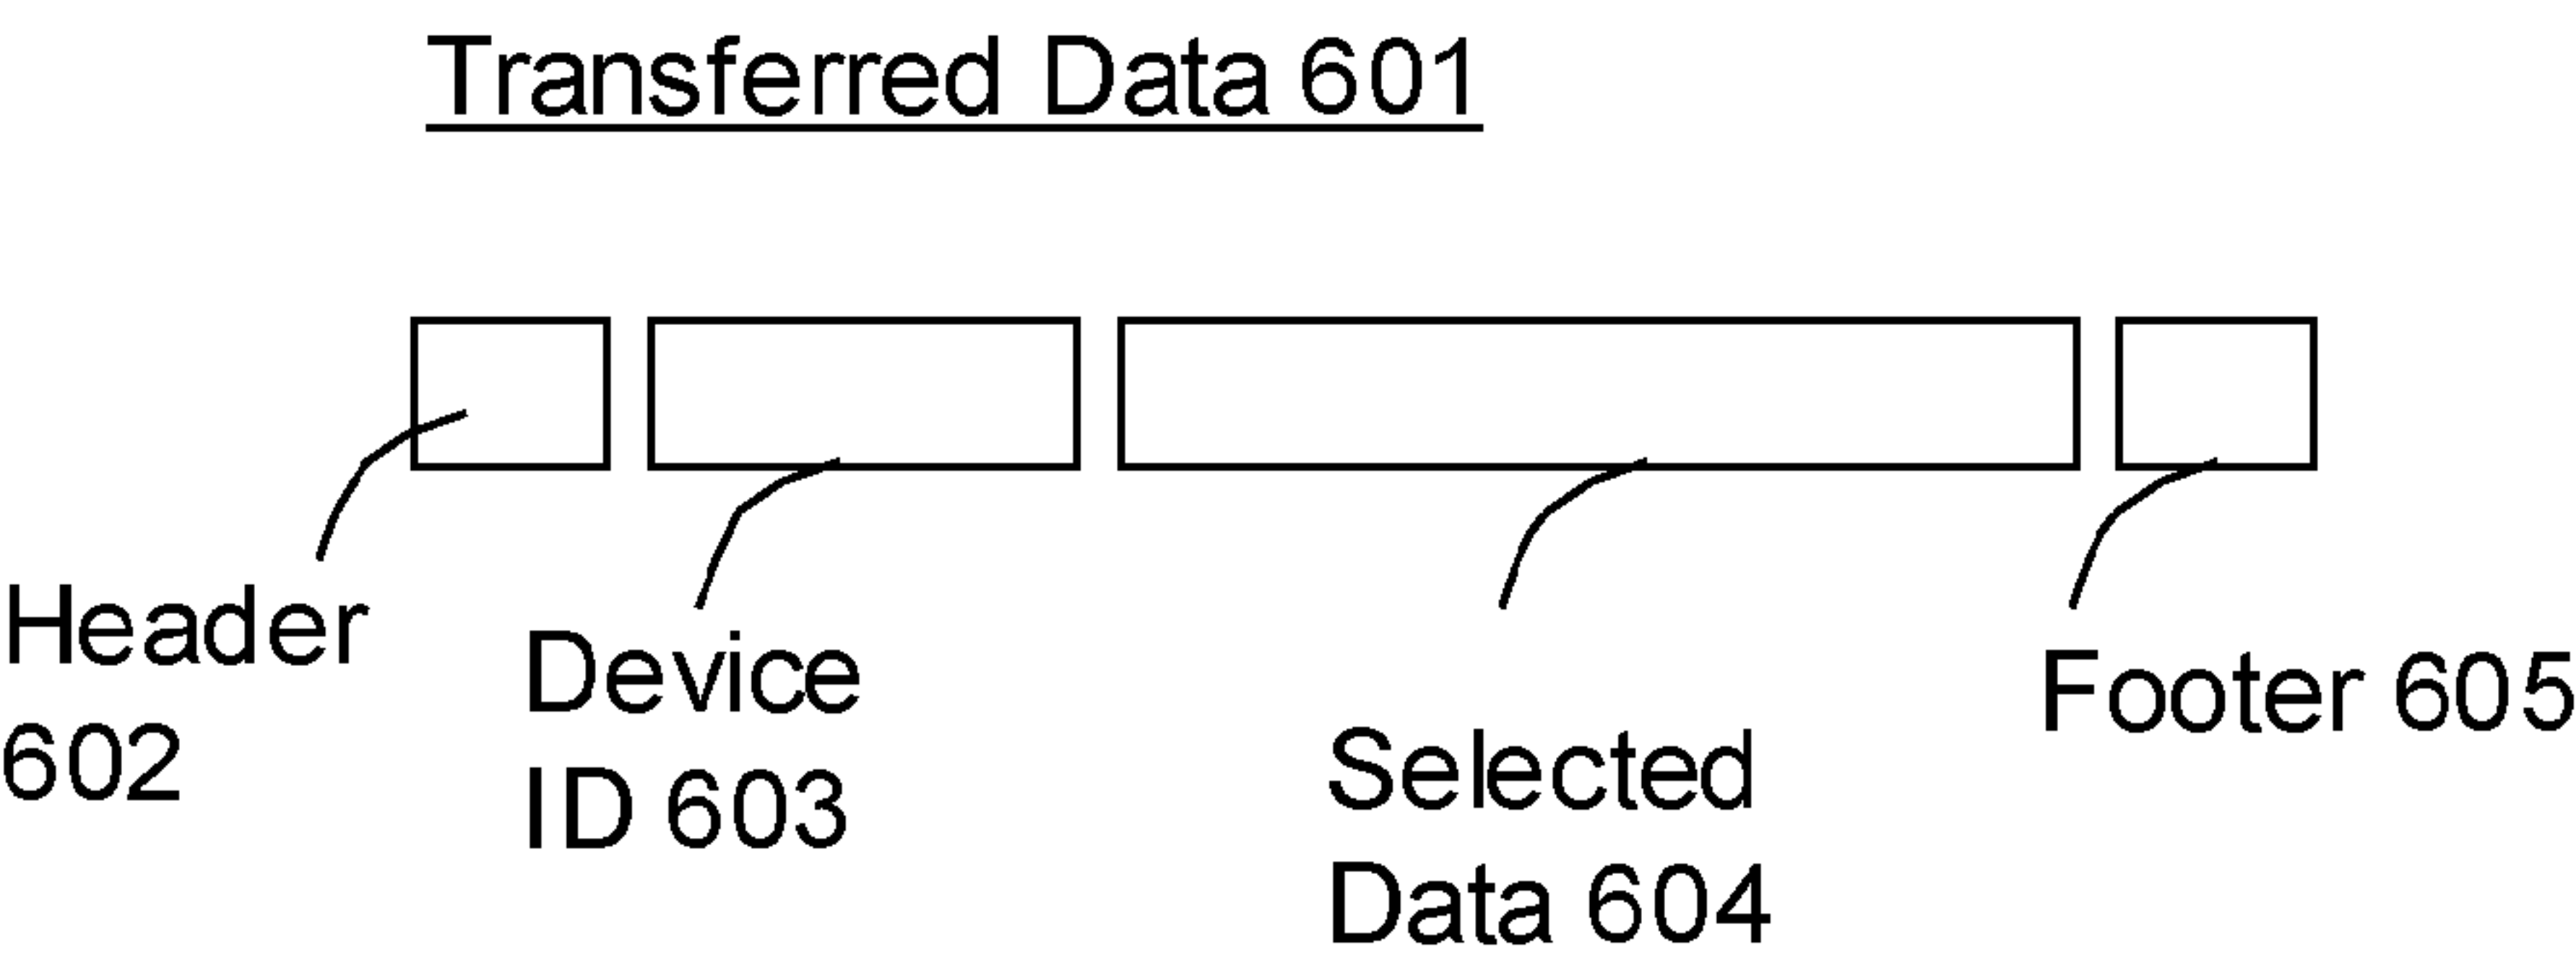 Transferred Data 601
Header
602
Device
ID 603
Selected
Data 604
Footer 605